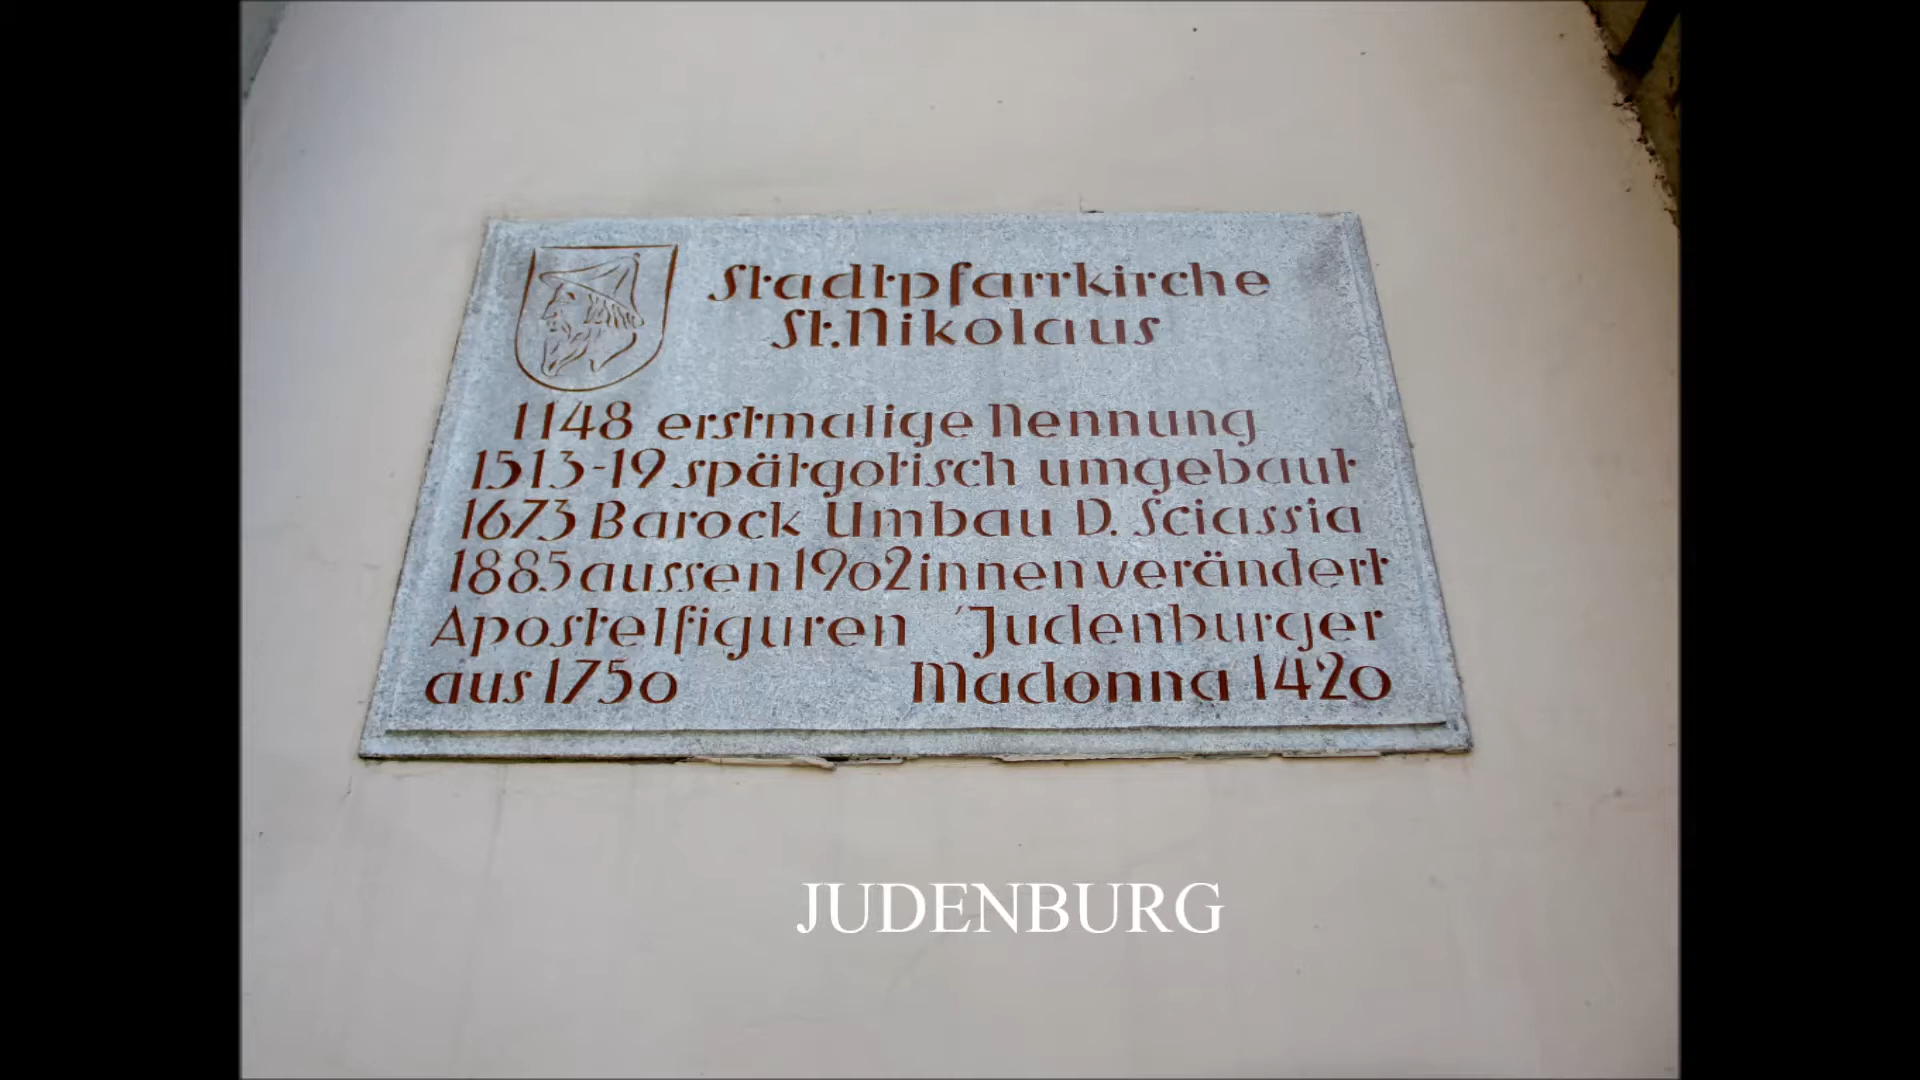 Stadtpfarrkirche
St. Nikolaus
1148 erstmalige Nennung
1513-19 spätgotisch umgebaut
1673 Barock Umbau D. Sciassia
1885 aussen 1902 innen verändert
Apostelfiguren 'Judenburger
aus 1750 Madonna 1420
JUDENBURG